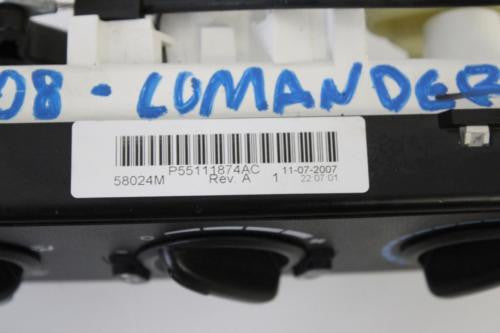 08 - COMANDER
P55111874AC 11-07-2007
58024M Rev. A 1 22:07:01